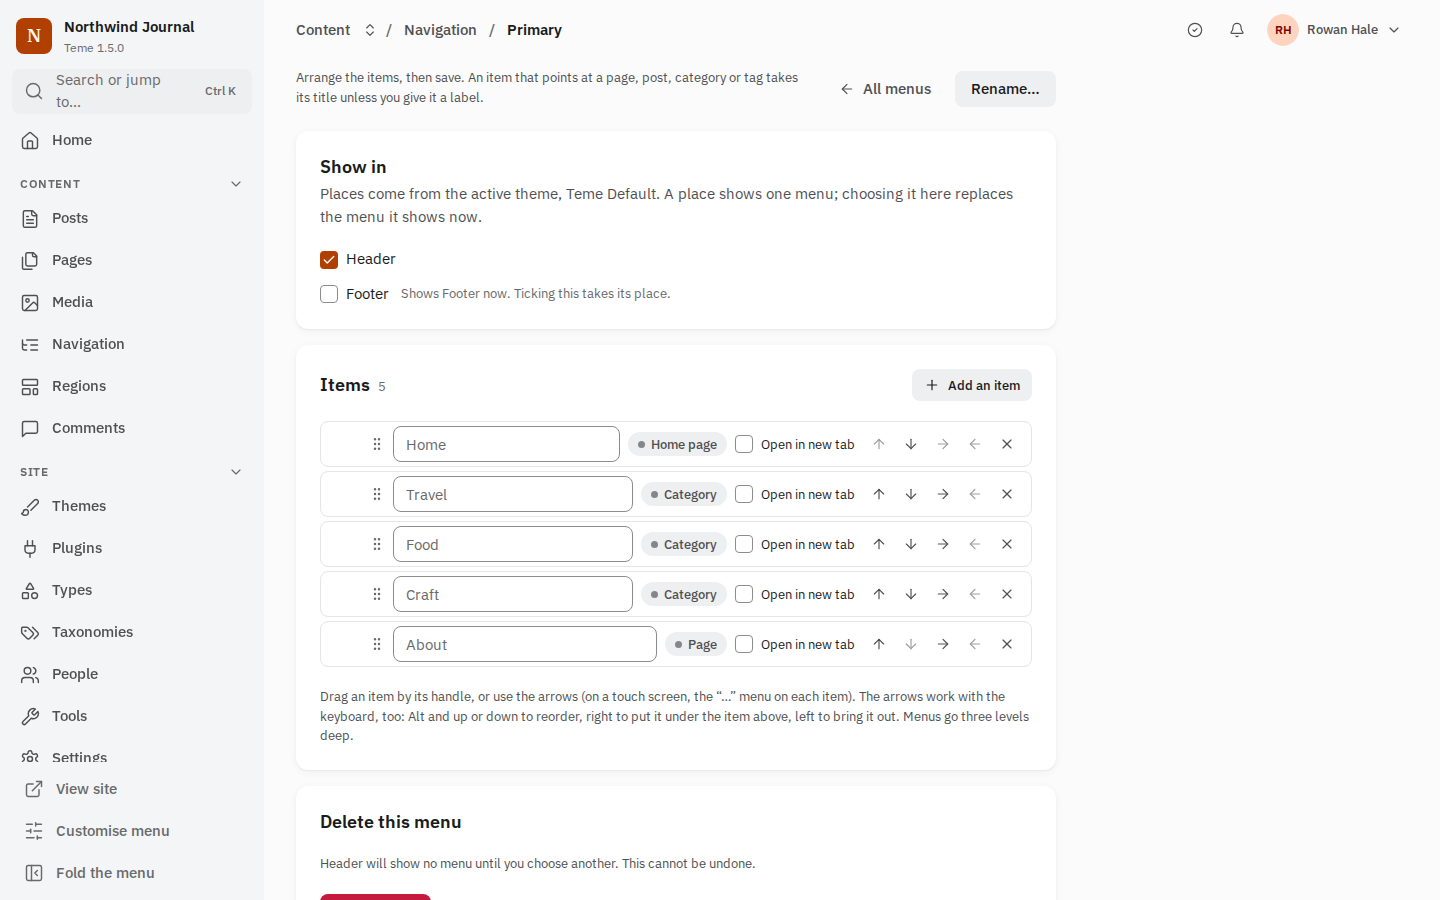 N
Northwind Journal
Teme 1.5.0
Search or jump to...
Ctrl K
Home
CONTENT
Posts
Pages
Media
Navigation
Regions
Comments
SITE
Themes
Plugins
Types
Taxonomies
People
Tools
Settings
View site
Customise menu
Fold the menu
Content / Navigation / Primary
RH Rowan Hale
Arrange the items, then save. An item that points at a page, post, category or tag takes
its title unless you give it a label.
All menus
Rename...
Show in
Places come from the active theme, Teme Default. A place shows one menu; choosing it here replaces
the menu it shows now.
Header
Footer Shows Footer now. Ticking this takes its place.
Items 5
Add an item
Home Home page Open in new tab
Travel Category Open in new tab
Food Category Open in new tab
Craft Category Open in new tab
About Page Open in new tab
Drag an item by its handle, or use the arrows (on a touch screen, the “…” menu on each item). The arrows work with the
keyboard, too: Alt and up or down to reorder, right to put it under the item above, left to bring it out. Menus go three levels
deep.
Delete this menu
Header will show no menu until you choose another. This cannot be undone.